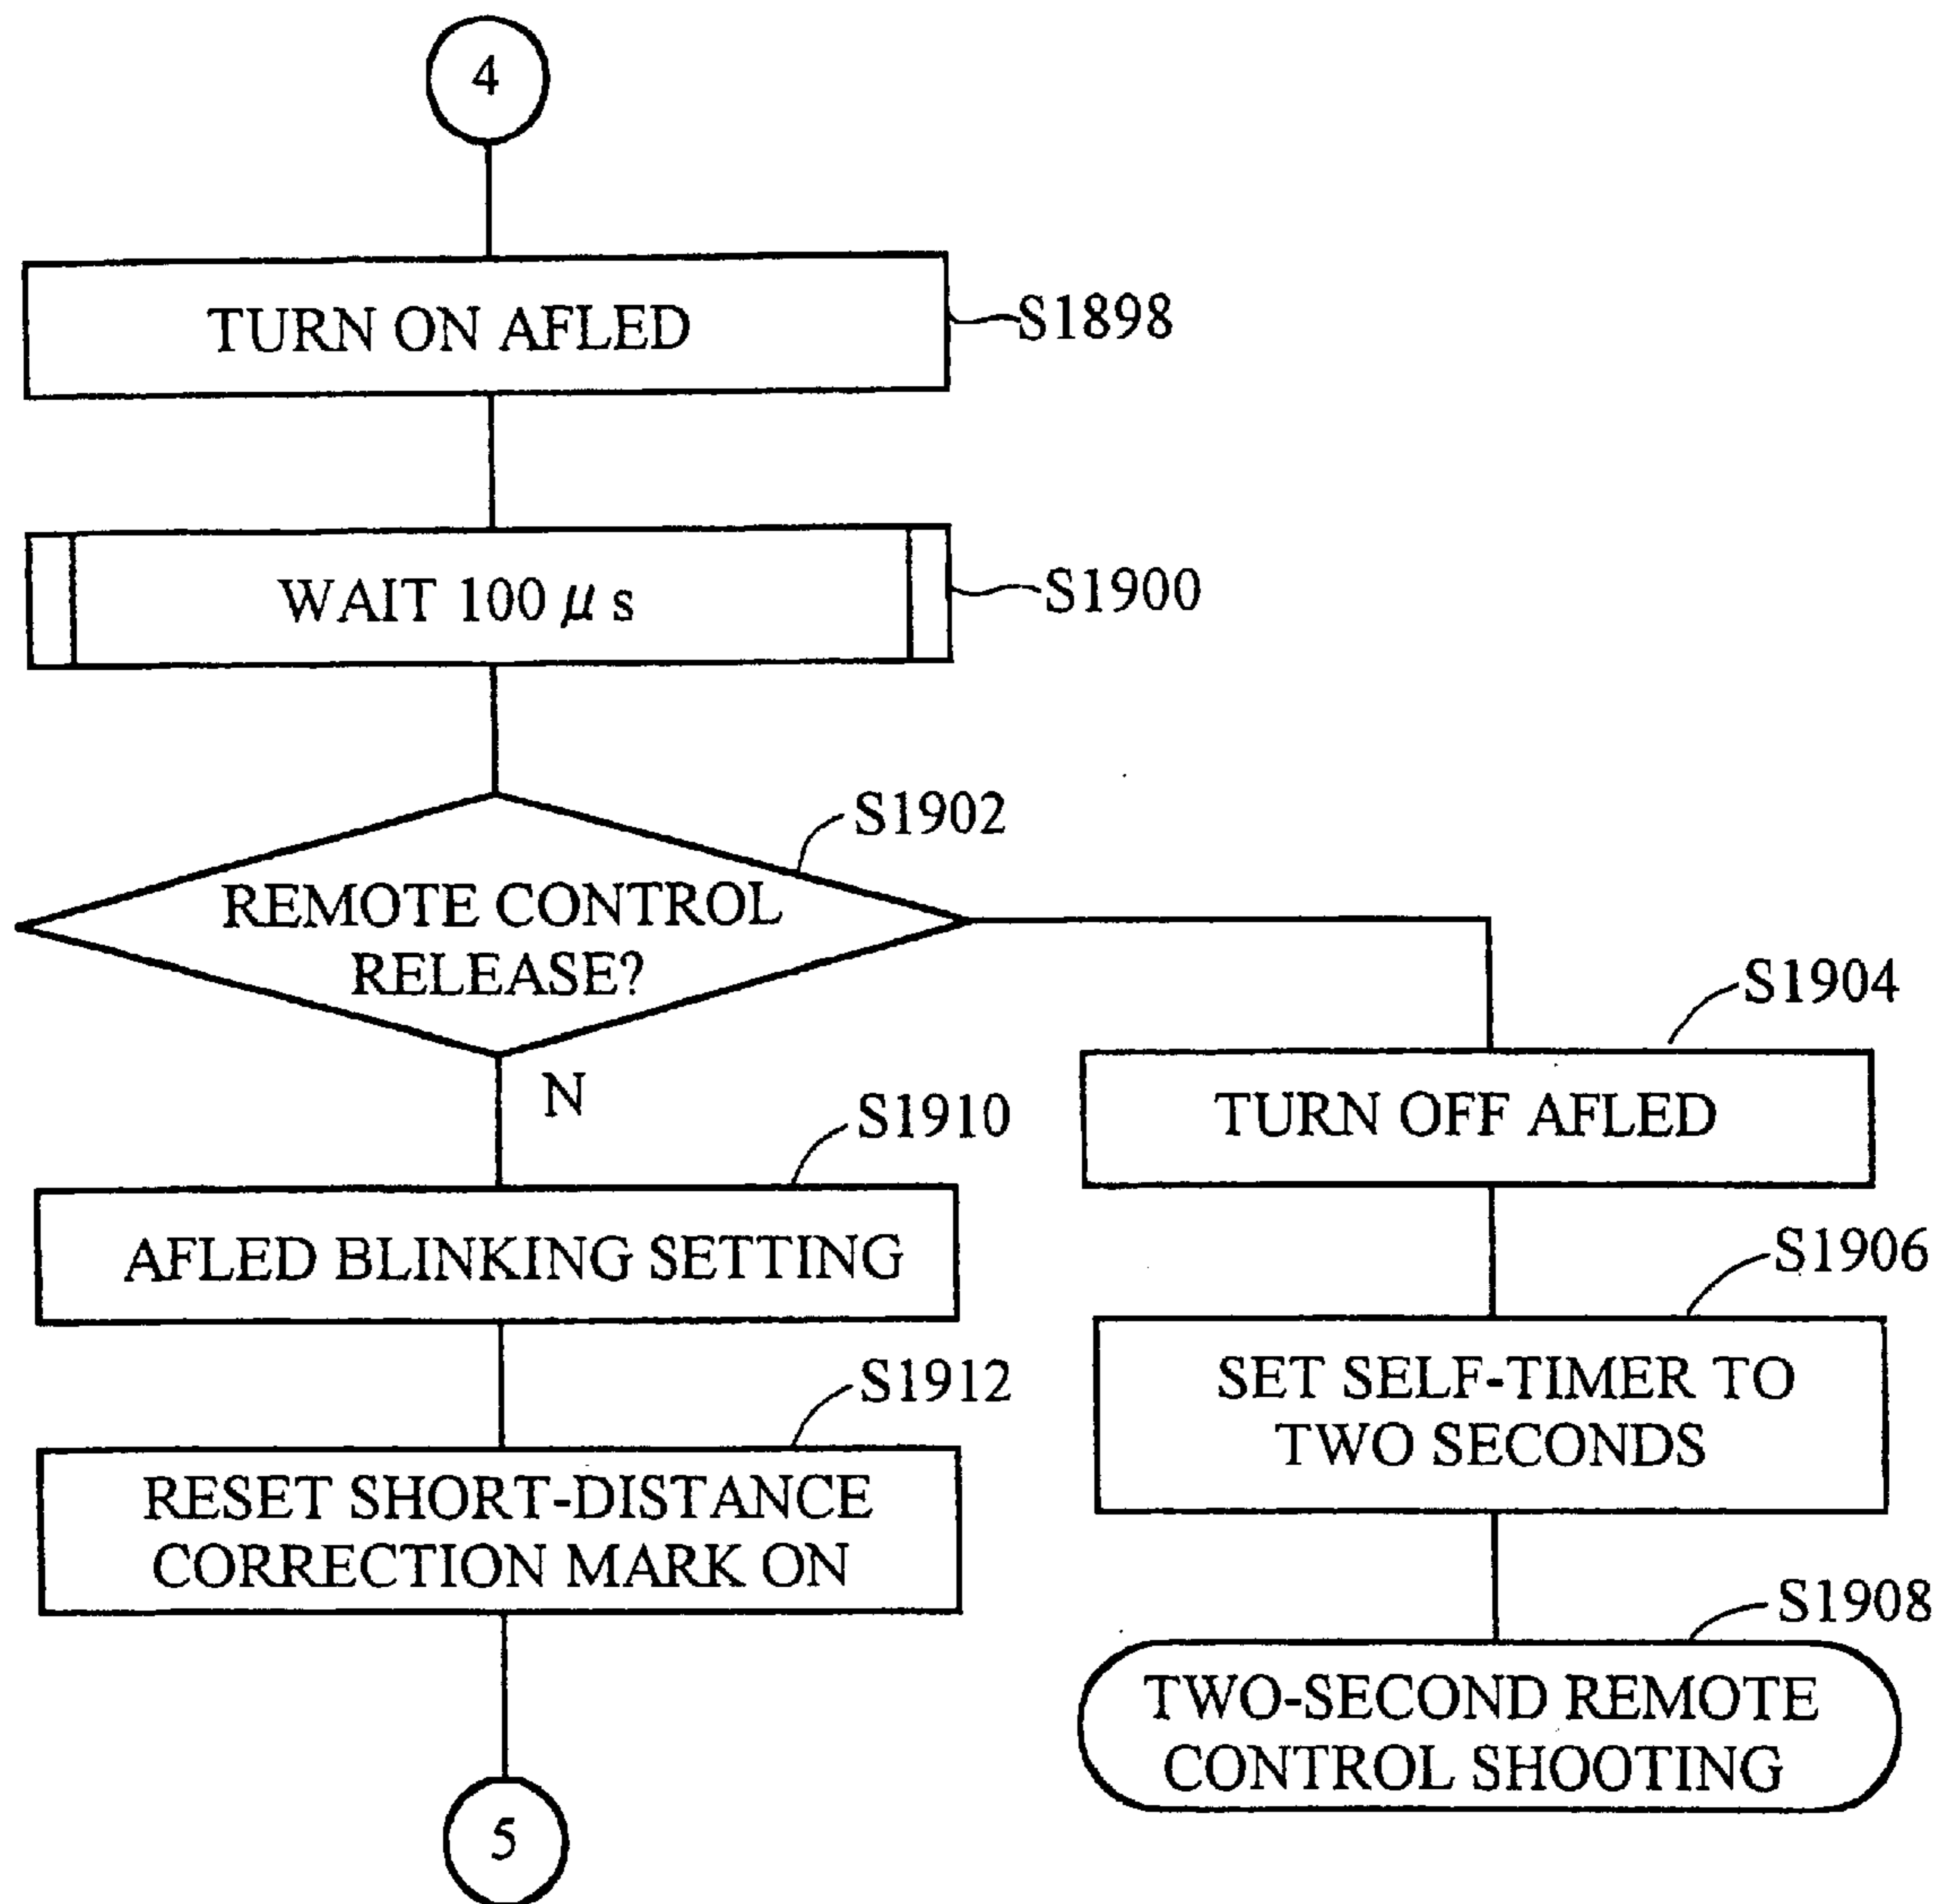 4
TURN ON AFLED
S1898
WAIT 100 μs
S1900
S1902
REMOTE CONTROL
RELEASE?
N
S1904
TURN OFF AFLED
S1910
AFLED BLINKING SETTING
S1906
SET SELF-TIMER TO
TWO SECONDS
S1912
RESET SHORT-DISTANCE
CORRECTION MARK ON
S1908
TWO-SECOND REMOTE
CONTROL SHOOTING
5